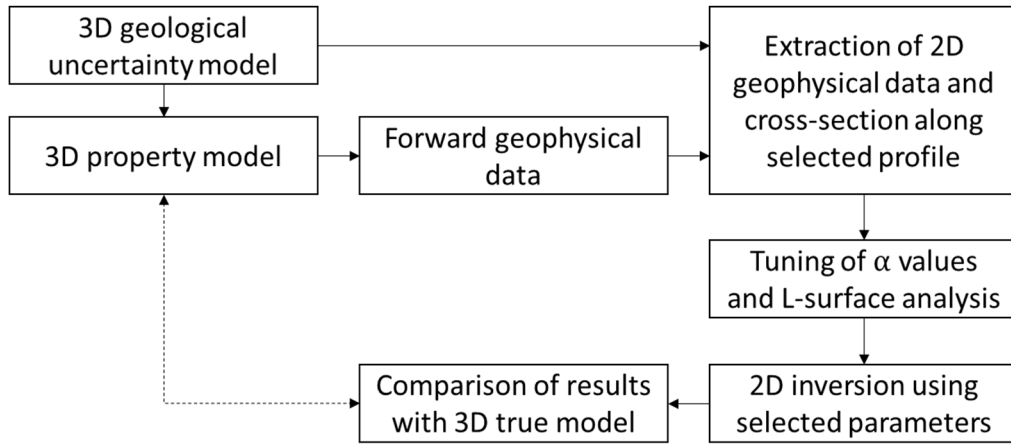 3D geological
uncertainty model
3D property model
Forward geophysical
data
Extraction of 2D
geophysical data and
cross-section along
selected profile
Tuning of α values
and L-surface analysis
2D inversion using
selected parameters
Comparison of results
with 3D true model